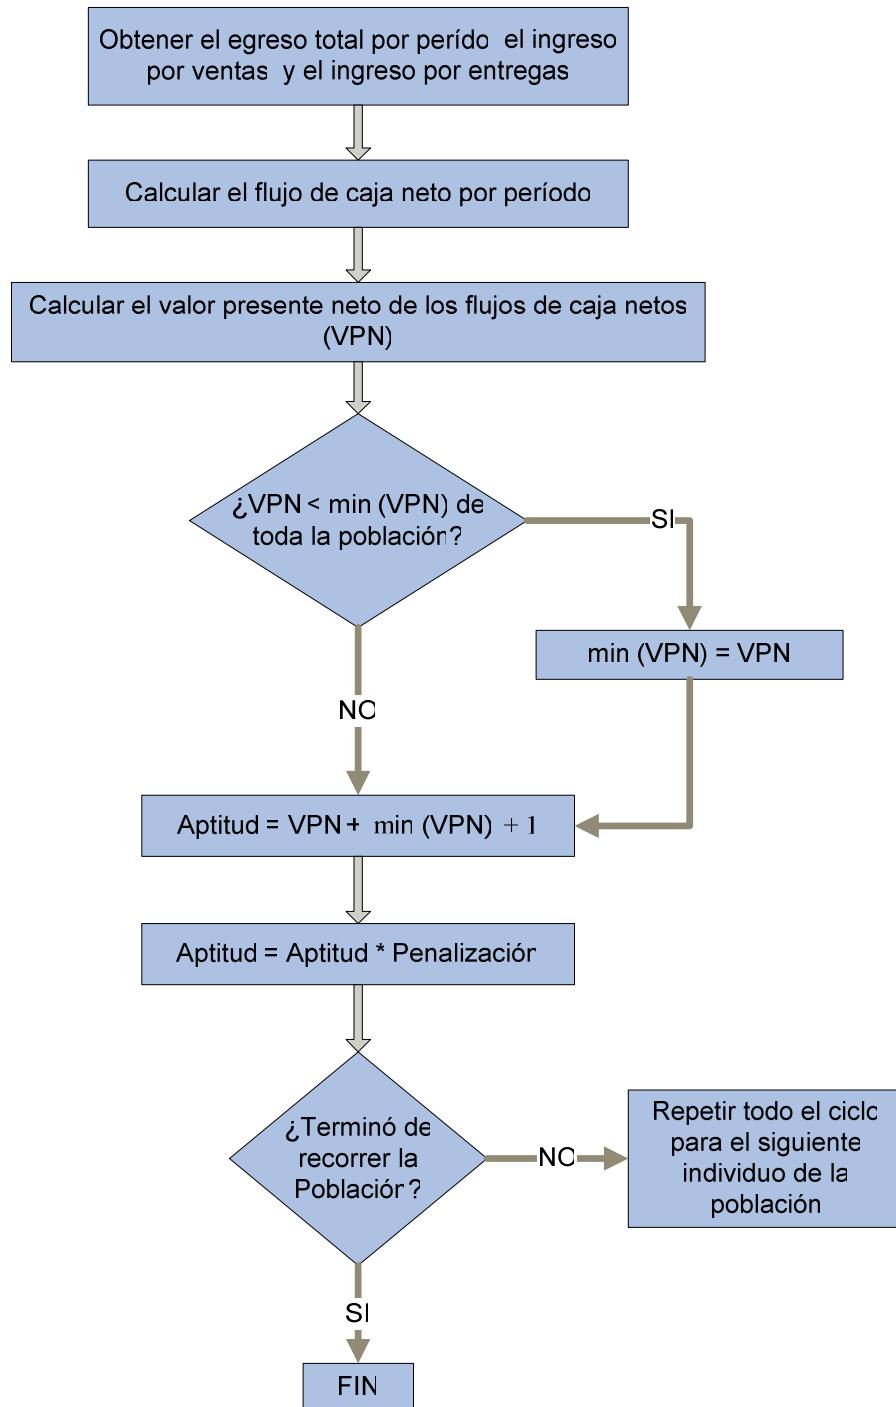 Obtener el egreso total por perído el ingreso
por ventas y el ingreso por entregas
Calcular el flujo de caja neto por período
Calcular el valor presente neto de los flujos de caja netos
(VPN)
¿VPN < min (VPN) de
toda la población?
SI
min (VPN) = VPN
NO
Aptitud = VPN + min (VPN) + 1
Aptitud = Aptitud * Penalización
¿Terminó de
recorrer la
Población?
NO
Repetir todo el ciclo
para el siguiente
individuo de la
población
SI
FIN